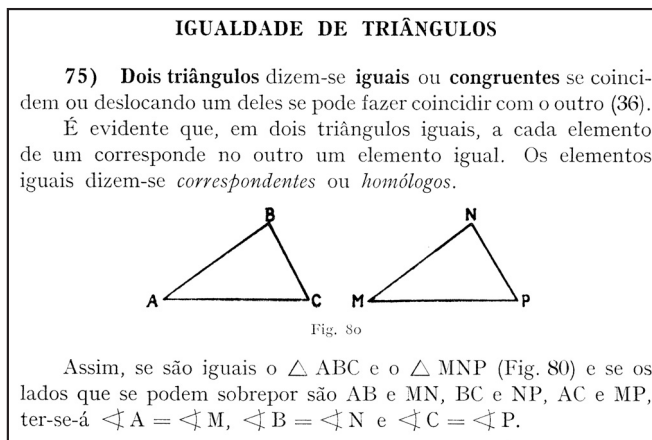 IGUALDADE DE TRIÂNGULOS
75) Dois triângulos dizem-se iguais ou congruentes se coinci-
dem ou deslocando um deles se pode fazer coincidir com o outro (36).
É evidente que, em dois triângulos iguais, a cada elemento
de um corresponde no outro um elemento igual. Os elementos
iguais dizem-se correspondentes ou homólogos.
B N
A C M P
Fig. 80
Assim, se são iguais o △ ABC e o △ MNP (Fig. 80) e se os
lados que se podem sobrepor são AB e MN, BC e NP, AC e MP,
ter-se-á ∢ A = ∢ M, ∢ B = ∢ N e ∢ C = ∢ P.